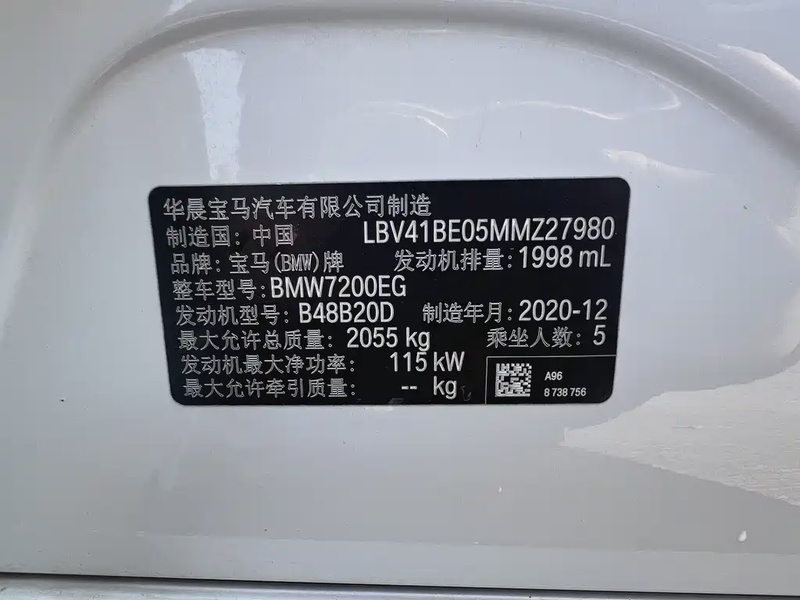 华晨宝马汽车有限公司制造
制造国: 中国 LBV41BE05MMZ27980
品牌: 宝马(BMW)牌 发动机排量: 1998 mL
整车型号: BMW7200EG
发动机型号: B48B20D 制造年月: 2020-12
最大允许总质量: 2055 kg 乘坐人数: 5
发动机最大净功率: 115 kW
最大允许牵引质量: -- kg
A96
8 738 756